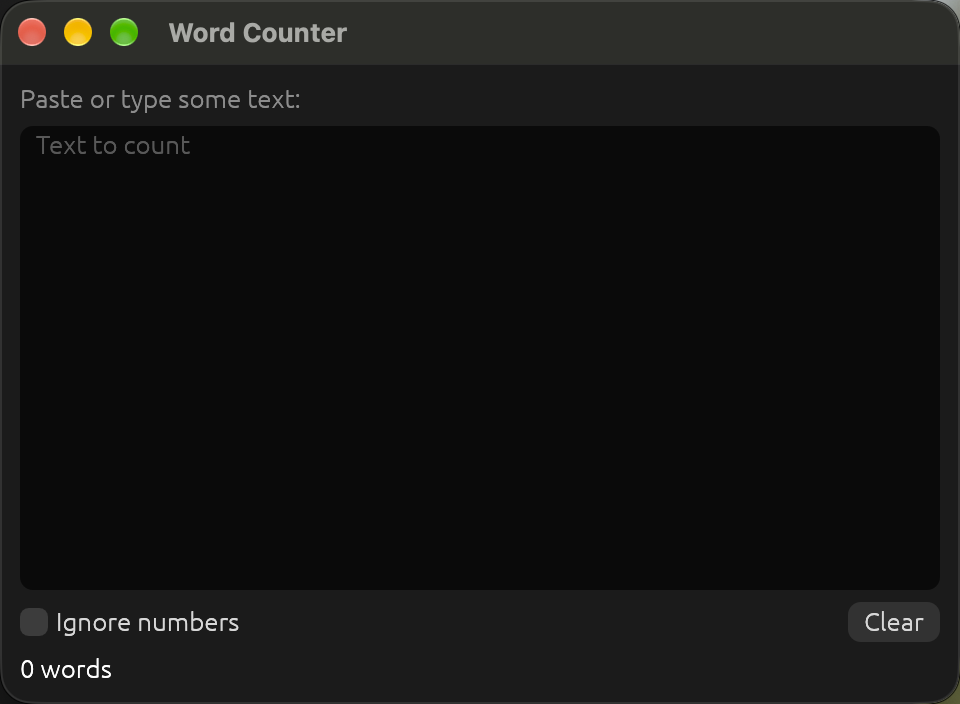 Word Counter
Paste or type some text:
Text to count
Ignore numbers
Clear
0 words